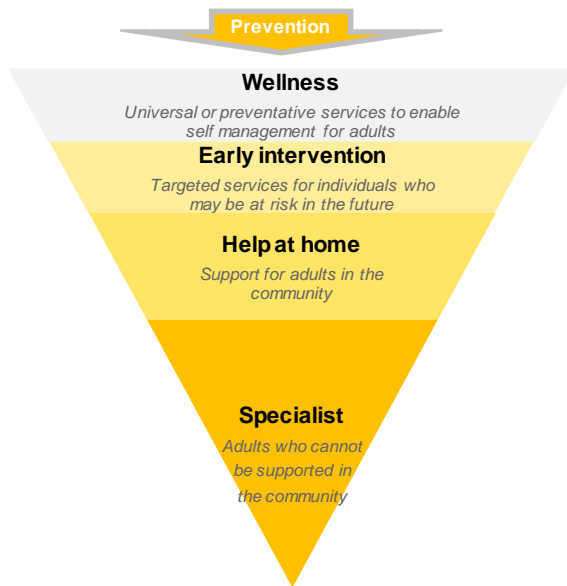 Prevention
Wellness
Universal or preventative services to enable
self management for adults
Early intervention
Targeted services for individuals who
may be at risk in the future
Help at home
Support for adults in the
community
Specialist
Adults who cannot
be supported in
the community